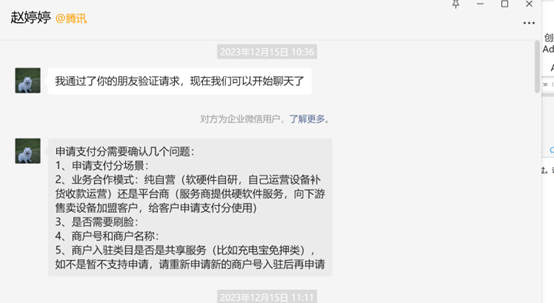 赵婷婷 @腾讯
创
Ad
2023年12月15日 10:36
我通过了你的朋友验证请求，现在我们可以开始聊天了
对方为企业微信用户，了解更多。
申请支付分需要确认几个问题：
1、申请支付分场景：
2、业务合作模式：纯自营（软硬件自研，自己运营设备补
货收款运营）还是平台商（服务商提供硬软件服务，向下游
售卖设备加盟客户，给客户申请支付分使用）
3、是否需要刷脸：
4、商户号和商户名称：
5、商户入驻类目是否是共享服务（比如充电宝免押类），
如不是暂不支持申请，请重新申请新的商户号入驻后再申请
2023年12月15日 11:11